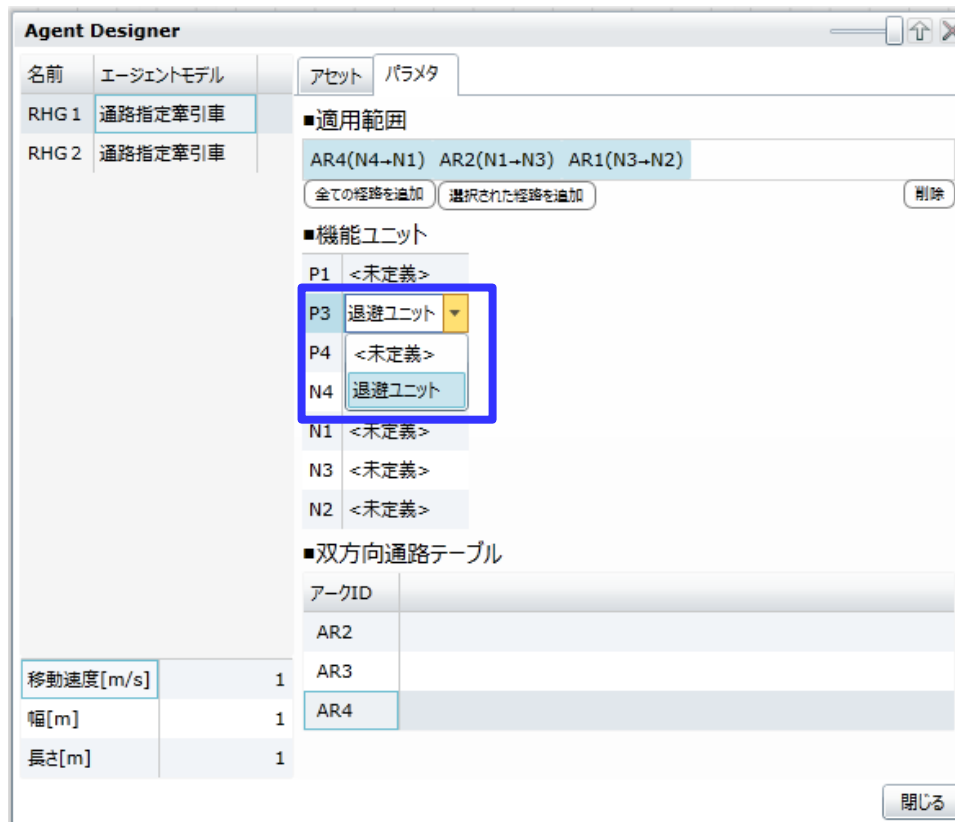 Agent Designer
名前 エージェントモデル
RHG1 通路指定牽引車
RHG2 通路指定牽引車
アセット パラメタ
■適用範囲
AR4(N4→N1) AR2(N1→N3) AR1(N3→N2)
全ての経路を追加 選択された経路を追加 削除
■機能ユニット
P1 <未定義>
P3 退避ユニット
P4 <未定義>
N4 退避ユニット
N1 <未定義>
N3 <未定義>
N2 <未定義>
■双方向通路テーブル
アークID
AR2
AR3
AR4
移動速度[m/s] 1
幅[m] 1
長さ[m] 1
閉じる